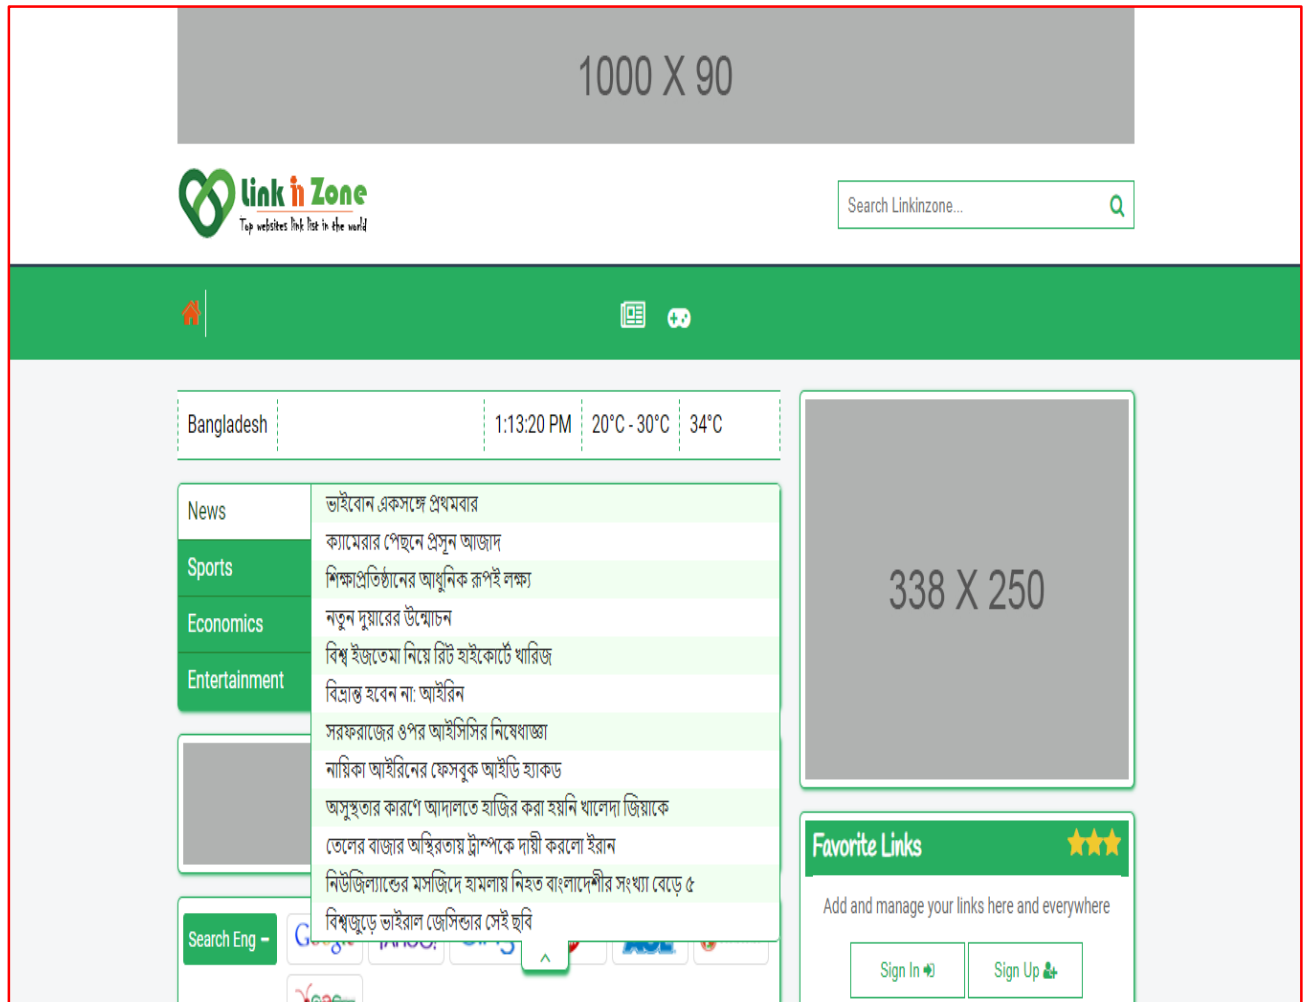 1000 X 90
Link in Zone
Top websites link list in the world
Search Linkinzone...
Bangladesh
1:13:20 PM
20°C - 30°C
34°C
News
Sports
Economics
Entertainment
ভাইবোন একসঙ্গে প্রথমবার
ক্যামেরার পেছনে প্রসূন আজাদ
শিক্ষাপ্রতিষ্ঠানের আধুনিক রূপই লক্ষ্য
নতুন দুয়ারের উন্মোচন
বিশ্ব ইজতেমা নিয়ে রিট হাইকোর্টে খারিজ
বিভ্রান্ত হবেন না: আইরিন
সরফরাজের ওপর আইসিসির নিষেধাজ্ঞা
নায়িকা আইরিনের ফেসবুক আইডি হ্যাকড
অসুস্থতার কারণে আদালতে হাজির করা হয়নি খালেদা জিয়াকে
তেলের বাজার অস্থিরতায় ট্রাম্পকে দায়ী করলো ইরান
নিউজিল্যান্ডের মসজিদে হামলায় নিহত বাংলাদেশীর সংখ্যা বেড়ে ৫
বিশ্বজুড়ে ভাইরাল জেসিন্ডার সেই ছবি
338 X 250
Favorite Links
Add and manage your links here and everywhere
Sign In
Sign Up
Search Eng –
Google
YAHOO!
AOL